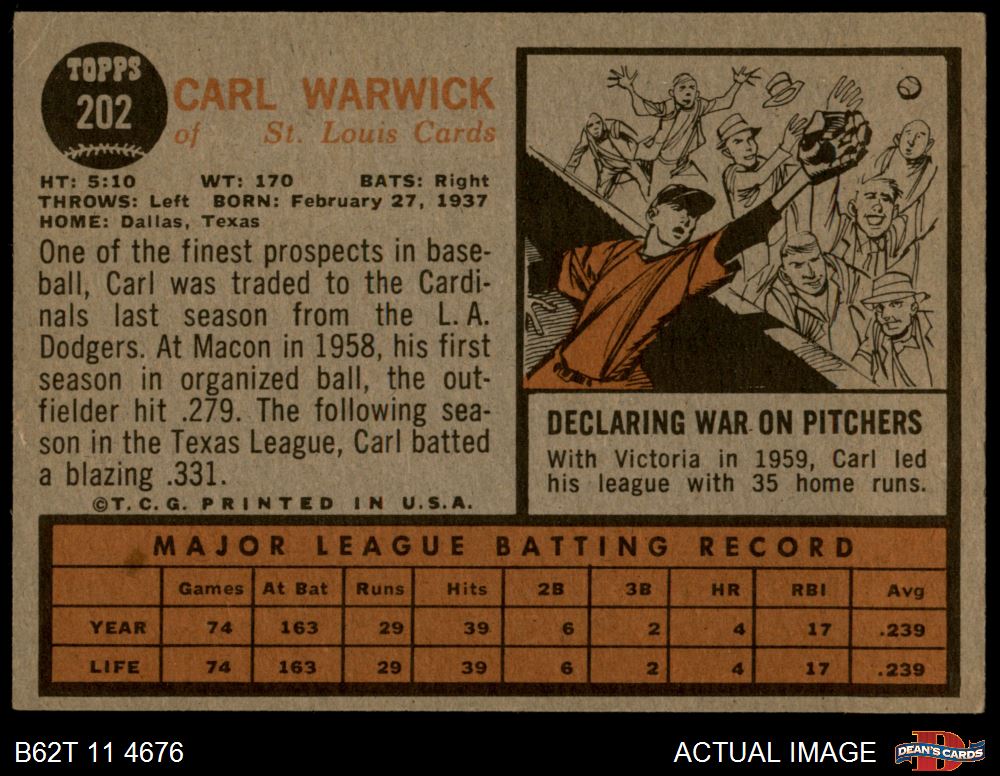 TOPPS
202
CARL WARWICK
of St. Louis Cards
HT: 5:10 WT: 170 BATS: Right
THROWS: Left BORN: February 27, 1937
HOME: Dallas, Texas
One of the finest prospects in base-
ball, Carl was traded to the Cardi-
nals last season from the L.A.
Dodgers. At Macon in 1958, his first
season in organized ball, the out-
fielder hit .279. The following sea-
son in the Texas League, Carl batted
a blazing .331.
©T.C.G. PRINTED IN U.S.A.
DECLARING WAR ON PITCHERS
With Victoria in 1959, Carl led
his league with 35 home runs.
MAJOR LEAGUE BATTING RECORD
Games At Bat Runs Hits 2B 3B HR RBI Avg
YEAR 74 163 29 39 6 2 4 17 .239
LIFE 74 163 29 39 6 2 4 17 .239
B62T 11 4676 ACTUAL IMAGE D DEAN'S CARDS